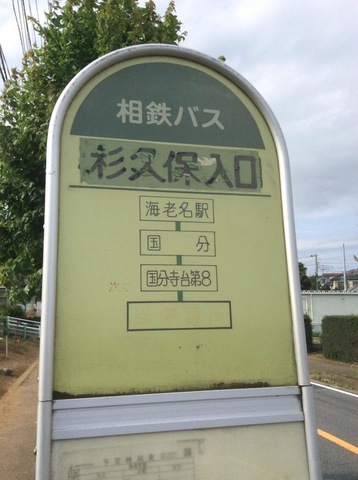 相鉄バス
杉久保入口
海老名駅
国分
国分寺台第8